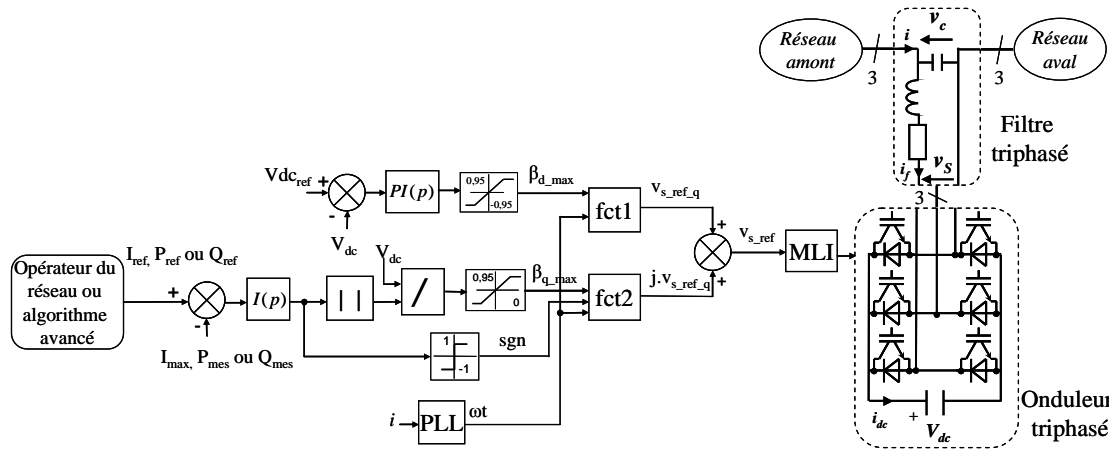 Réseau
amont
3
i
v_c
Réseau
aval
3
Filtre
triphasé
i_f
v_S
3
Vdc_ref
+
-
V_dc
PI(p)
0,95
-0,95
β_d_max
fct1
v_s_ref_q
Opérateur du
réseau ou
algorithme
avancé
I_ref, P_ref ou Q_ref
+
-
I_max, P_mes ou Q_mes
I(p)
| |
V_dc
/
0,95
0
β_q_max
fct2
j.v_s_ref_q
+
+
v_s_ref
MLI
1
-1
sgn
i
PLL
ωt
i_dc
+
V_dc
Onduleur
triphasé